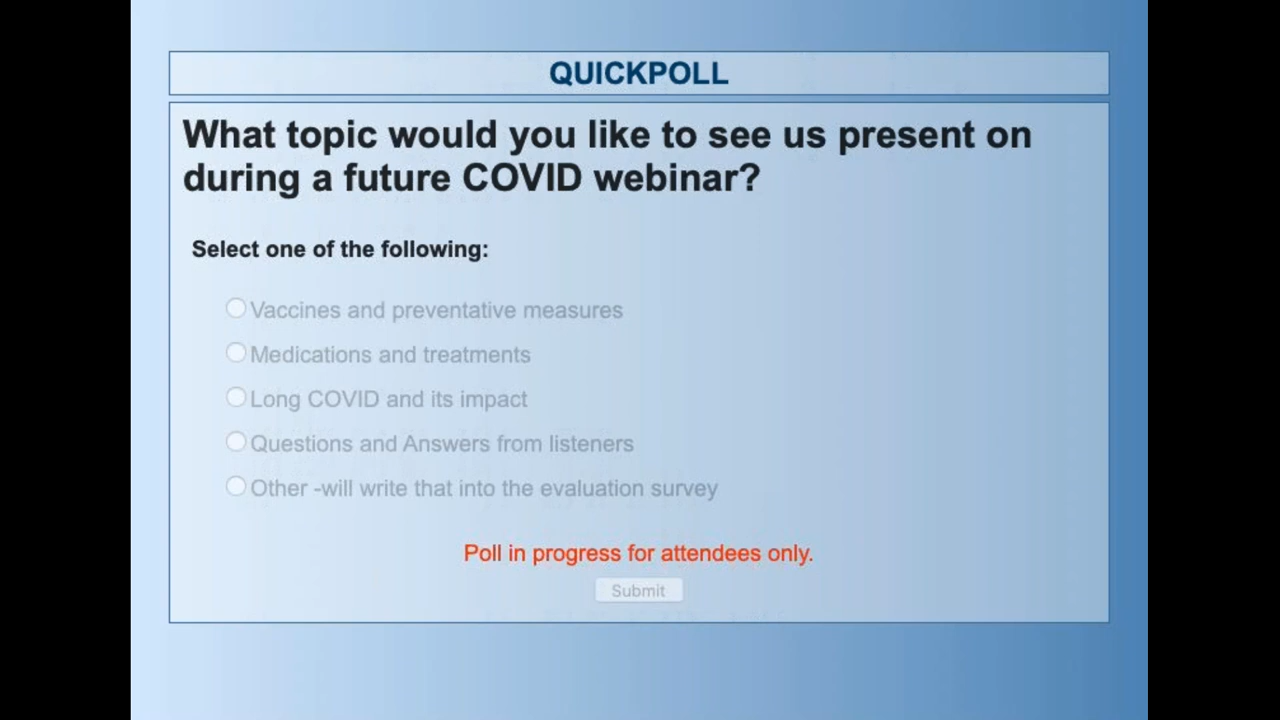 QUICKPOLL
What topic would you like to see us present on
during a future COVID webinar?
Select one of the following:
Vaccines and preventative measures
Medications and treatments
Long COVID and its impact
Questions and Answers from listeners
Other -will write that into the evaluation survey
Poll in progress for attendees only.
Submit